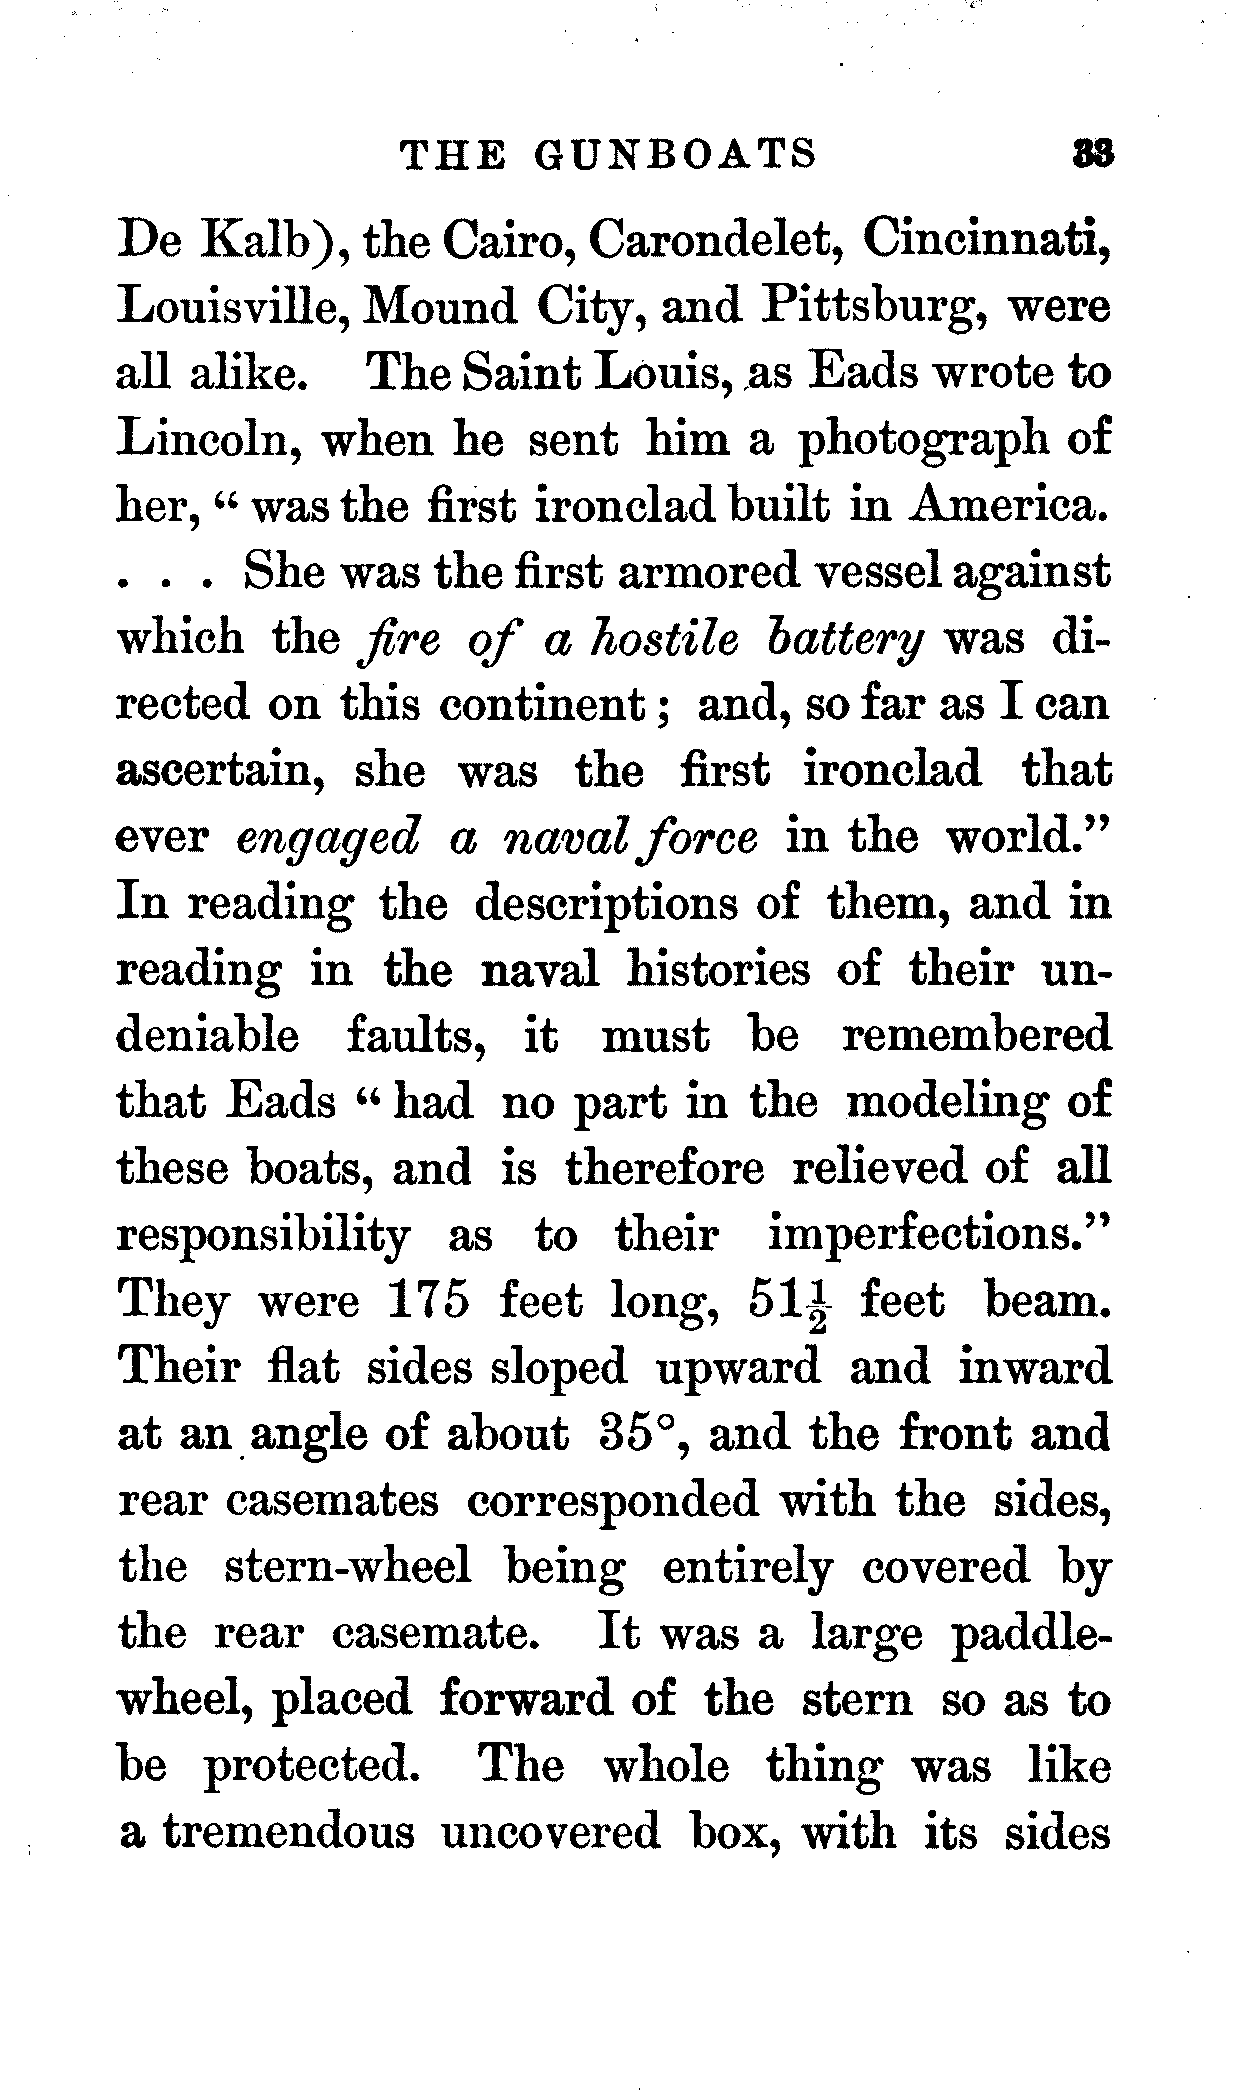 THE GUNBOATS 33
De Kalb), the Cairo, Carondelet, Cincinnati,
Louisville, Mound City, and Pittsburg, were
all alike. The Saint Louis, as Eads wrote to
Lincoln, when he sent him a photograph of
her, “ was the first ironclad built in America.
. . . She was the first armored vessel against
which the fire of a hostile battery was di-
rected on this continent ; and, so far as I can
ascertain, she was the first ironclad that
ever engaged a naval force in the world.”
In reading the descriptions of them, and in
reading in the naval histories of their un-
deniable faults, it must be remembered
that Eads “ had no part in the modeling of
these boats, and is therefore relieved of all
responsibility as to their imperfections.”
They were 175 feet long, 51½ feet beam.
Their flat sides sloped upward and inward
at an angle of about 35°, and the front and
rear casemates corresponded with the sides,
the stern-wheel being entirely covered by
the rear casemate. It was a large paddle-
wheel, placed forward of the stern so as to
be protected. The whole thing was like
a tremendous uncovered box, with its sides